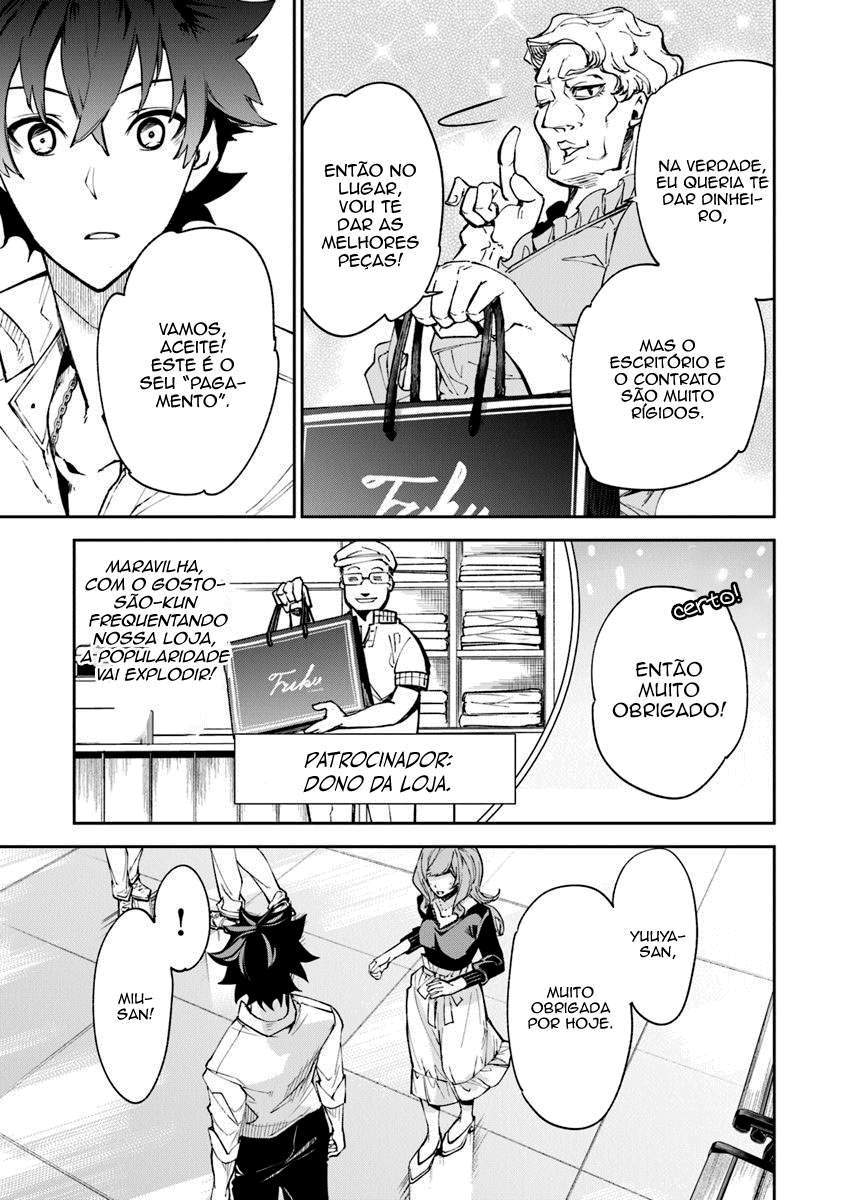 NA VERDADE,
EU QUERIA TE
DAR DINHEI-
RO,
MAS O
ESCRITÓRIO E
O CONTRATO
SÃO MUITO
RÍGIDOS.
ENTÃO NO
LUGAR,
VOU TE
DAR AS
MELHORES
PEÇAS!
Fuku
VAMOS,
ACEITE!
ESTE É O
SEU “PAGA-
MENTO”.
certo!
ENTÃO
MUITO
OBRIGADO!
MARAVILHA,
COM O GOSTO-
SÃO-KUN
FREQUENTANDO
NOSSA LOJA,
A POPULARIDADE
VAI EXPLODIR!
Fuku
PATROCINADOR:
DONO DA LOJA.
YUUYA-
SAN,
MUITO
OBRIGADA
POR HOJE.
!
MIU-
SAN!